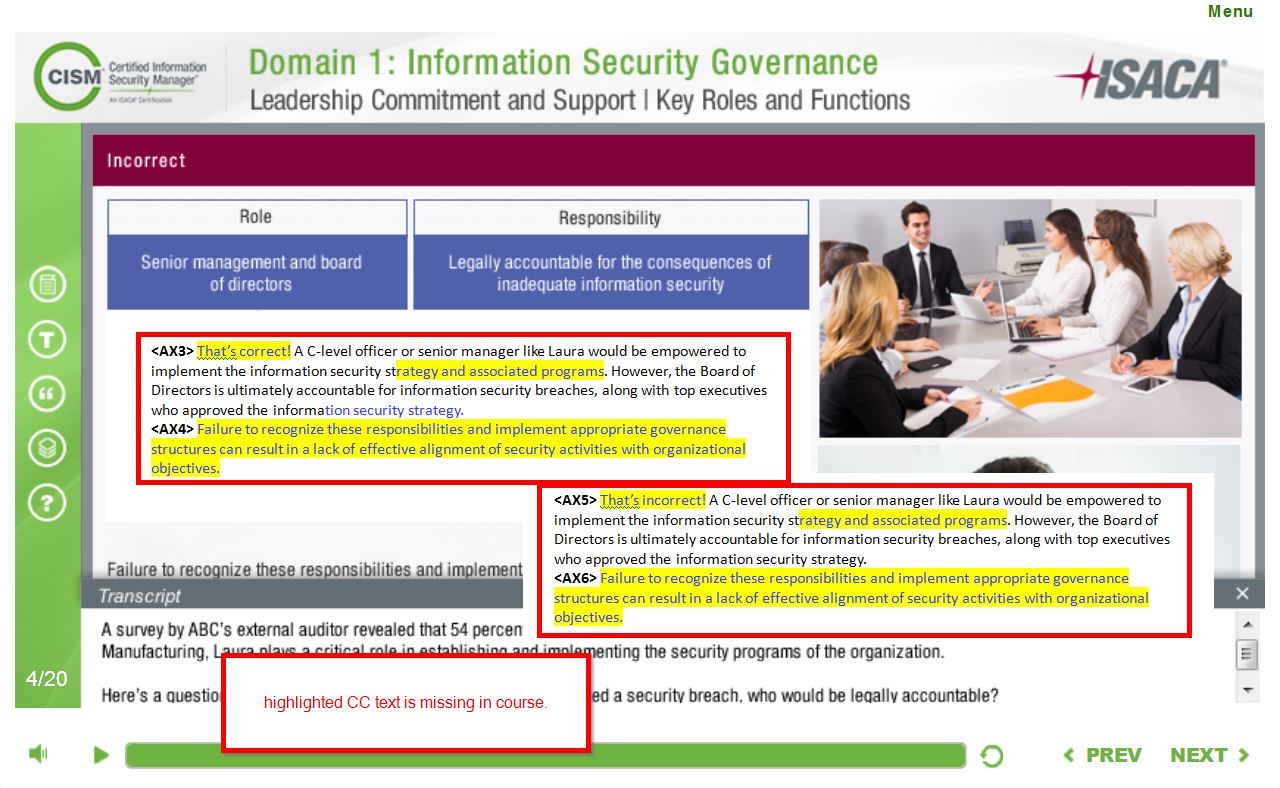 Menu
CISM
Certified Information
Security Manager®
An ISACA® Certification
Domain 1: Information Security Governance
Leadership Commitment and Support | Key Roles and Functions
ISACA®
Incorrect
Role
Responsibility
Senior management and board
of directors
Legally accountable for the consequences of
inadequate information security
<AX3> That's correct! A C-level officer or senior manager like Laura would be empowered to
implement the information security strategy and associated programs. However, the Board of
Directors is ultimately accountable for information security breaches, along with top executives
who approved the information security strategy.
<AX4> Failure to recognize these responsibilities and implement appropriate governance
structures can result in a lack of effective alignment of security activities with organizational
objectives.
<AX5> That's incorrect! A C-level officer or senior manager like Laura would be empowered to
implement the information security strategy and associated programs. However, the Board of
Directors is ultimately accountable for information security breaches, along with top executives
who approved the information security strategy.
<AX6> Failure to recognize these responsibilities and implement appropriate governance
structures can result in a lack of effective alignment of security activities with organizational
objectives.
Failure to recognize these responsibilities and implement
Transcript
A survey by ABC's external auditor revealed that 54 percen
Manufacturing, Laura plays a critical role in establishing and implementing the security programs of the organization.
Here's a question ed a security breach, who would be legally accountable?
highlighted CC text is missing in course.
4/20
PREV
NEXT